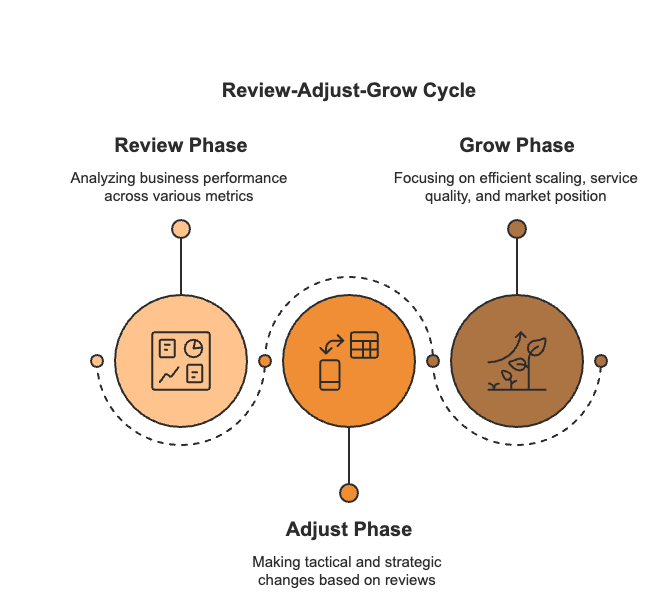 Review-Adjust-Grow Cycle
Review Phase
Analyzing business performance
across various metrics
Grow Phase
Focusing on efficient scaling, service
quality, and market position
Adjust Phase
Making tactical and strategic
changes based on reviews